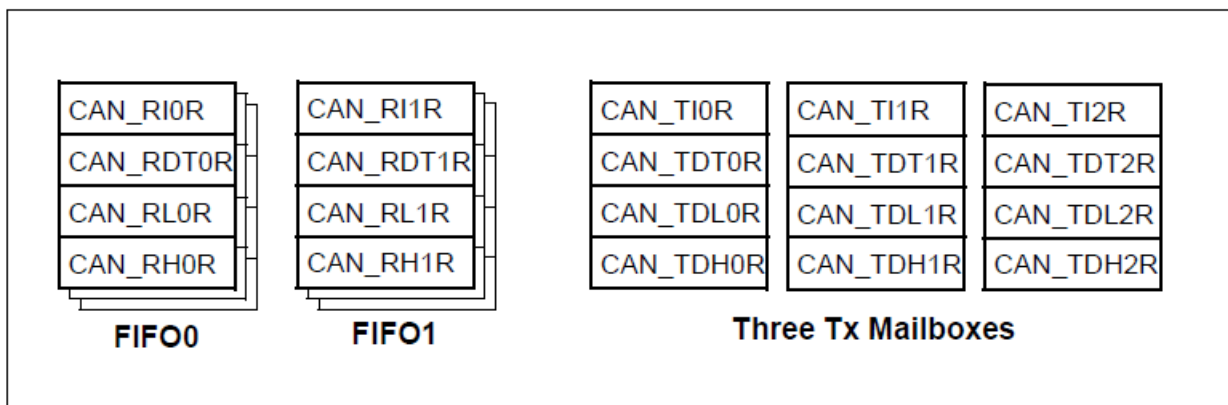 CAN_RI0R
CAN_RDT0R
CAN_RL0R
CAN_RH0R
FIFO0
CAN_RI1R
CAN_RDT1R
CAN_RL1R
CAN_RH1R
FIFO1
CAN_TI0R
CAN_TDT0R
CAN_TDL0R
CAN_TDH0R
CAN_TI1R
CAN_TDT1R
CAN_TDL1R
CAN_TDH1R
CAN_TI2R
CAN_TDT2R
CAN_TDL2R
CAN_TDH2R
Three Tx Mailboxes